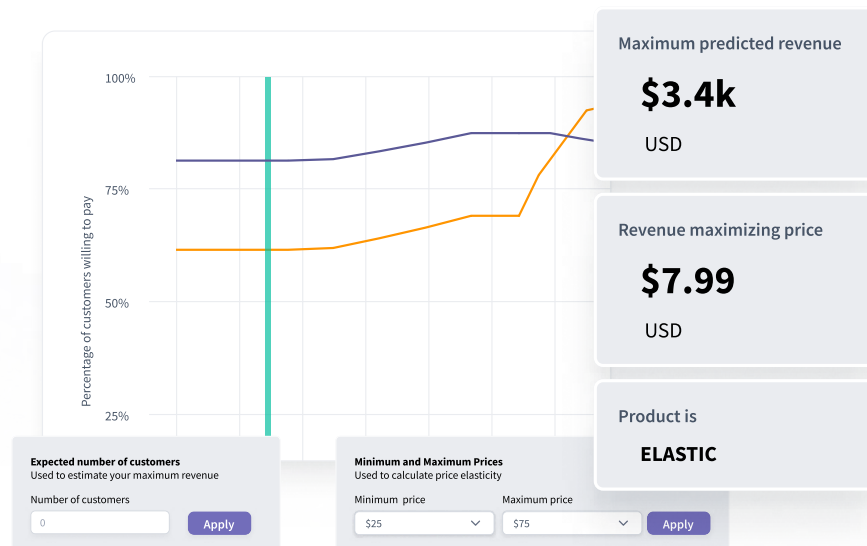 Maximum predicted revenue
$3.4k
USD
100%
75%
50%
25%
Percentage of customers willing to pay
Revenue maximizing price
$7.99
USD
Product is
ELASTIC
Expected number of customers
Used to estimate your maximum revenue
Number of customers
0
Apply
Minimum and Maximum Prices
Used to calculate price elasticity
Minimum price
Maximum price
$25
$75
Apply